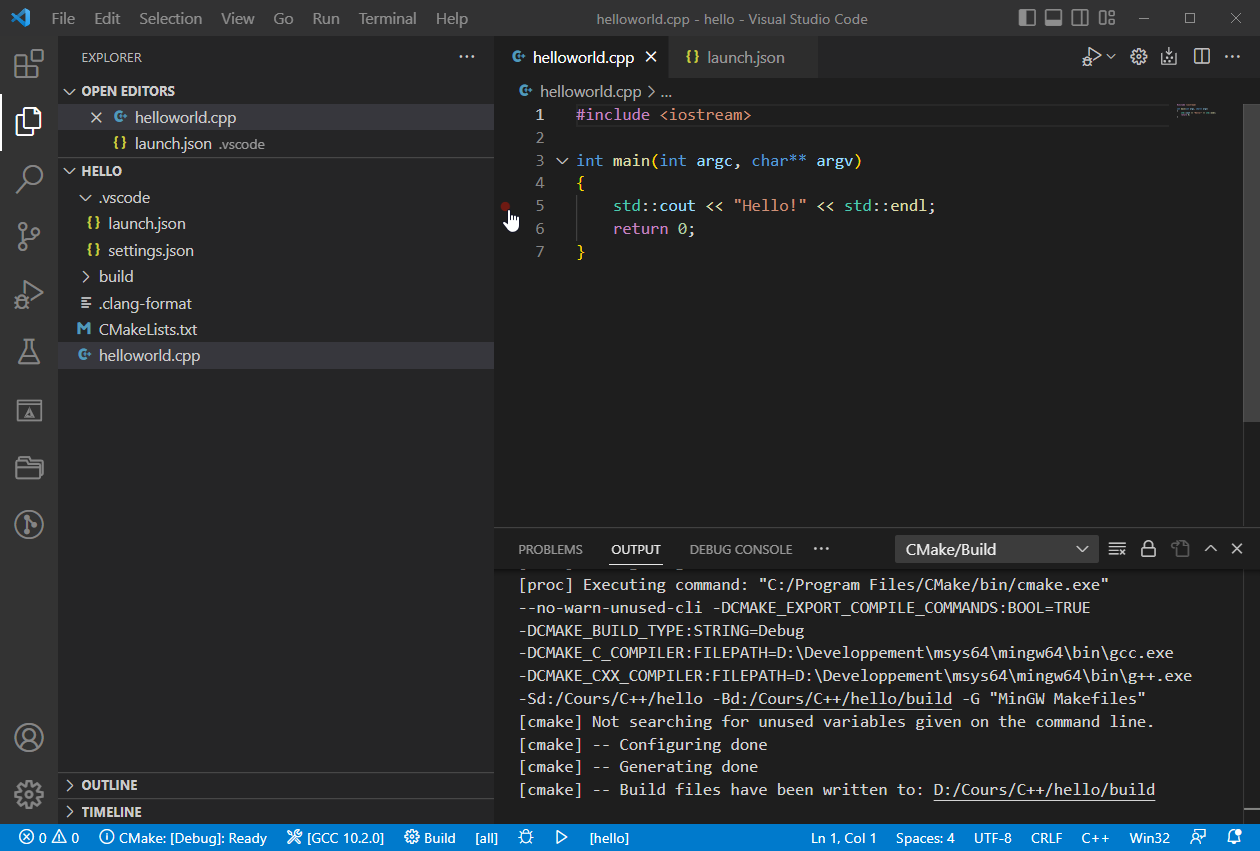 File Edit Selection View Go Run Terminal Help helloworld.cpp - hello - Visual Studio Code
EXPLORER
OPEN EDITORS
helloworld.cpp
launch.json .vscode
HELLO
.vscode
launch.json
settings.json
build
.clang-format
CMakeLists.txt
helloworld.cpp
OUTLINE
TIMELINE
helloworld.cpp launch.json
helloworld.cpp > ...
1 #include <iostream>
2
3 int main(int argc, char** argv)
4 {
5 std::cout << "Hello!" << std::endl;
6 return 0;
7 }
PROBLEMS OUTPUT DEBUG CONSOLE CMake/Build
[proc] Executing command: "C:/Program Files/CMake/bin/cmake.exe"
--no-warn-unused-cli -DCMAKE_EXPORT_COMPILE_COMMANDS:BOOL=TRUE
-DCMAKE_BUILD_TYPE:STRING=Debug
-DCMAKE_C_COMPILER:FILEPATH=D:\Developpement\msys64\mingw64\bin\gcc.exe
-DCMAKE_CXX_COMPILER:FILEPATH=D:\Developpement\msys64\mingw64\bin\g++.exe
-Sd:/Cours/C++/hello -Bd:/Cours/C++/hello/build -G "MinGW Makefiles"
[cmake] Not searching for unused variables given on the command line.
[cmake] -- Configuring done
[cmake] -- Generating done
[cmake] -- Build files have been written to: D:/Cours/C++/hello/build
0 0 CMake: [Debug]: Ready [GCC 10.2.0] Build [all] [hello] Ln 1, Col 1 Spaces: 4 UTF-8 CRLF C++ Win32